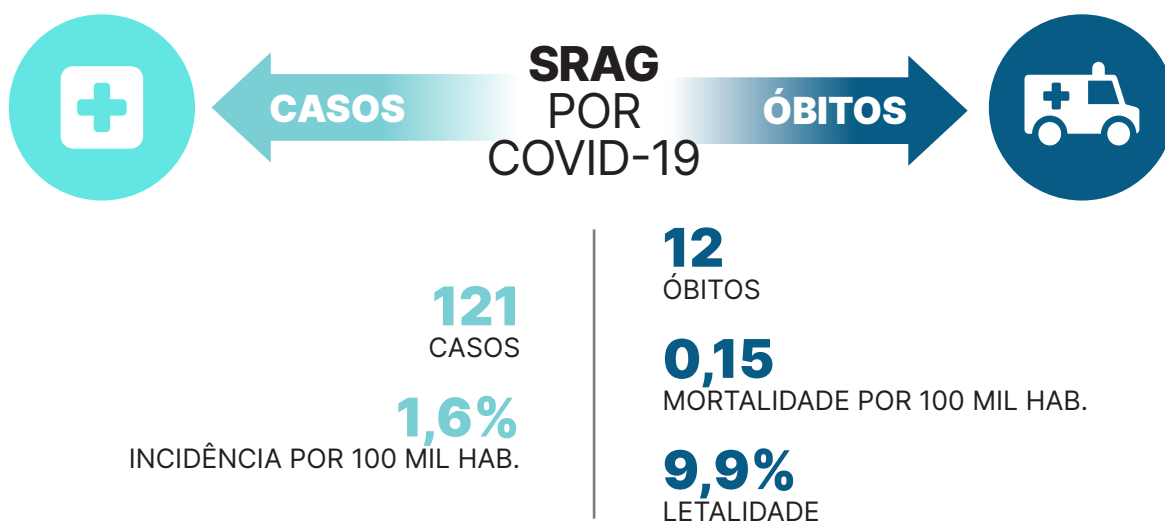 CASOS
SRAG
POR
COVID-19
ÓBITOS
121
CASOS
1,6%
INCIDÊNCIA POR 100 MIL HAB.
12
ÓBITOS
0,15
MORTALIDADE POR 100 MIL HAB.
9,9%
LETALIDADE